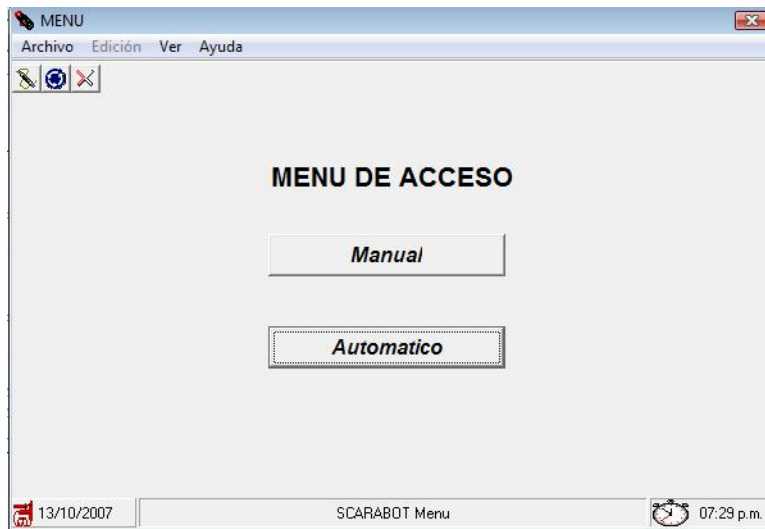 MENU
Archivo Edición Ver Ayuda
MENU DE ACCESO
Manual
Automatico
13/10/2007 SCARABOT Menu 07:29 p.m.